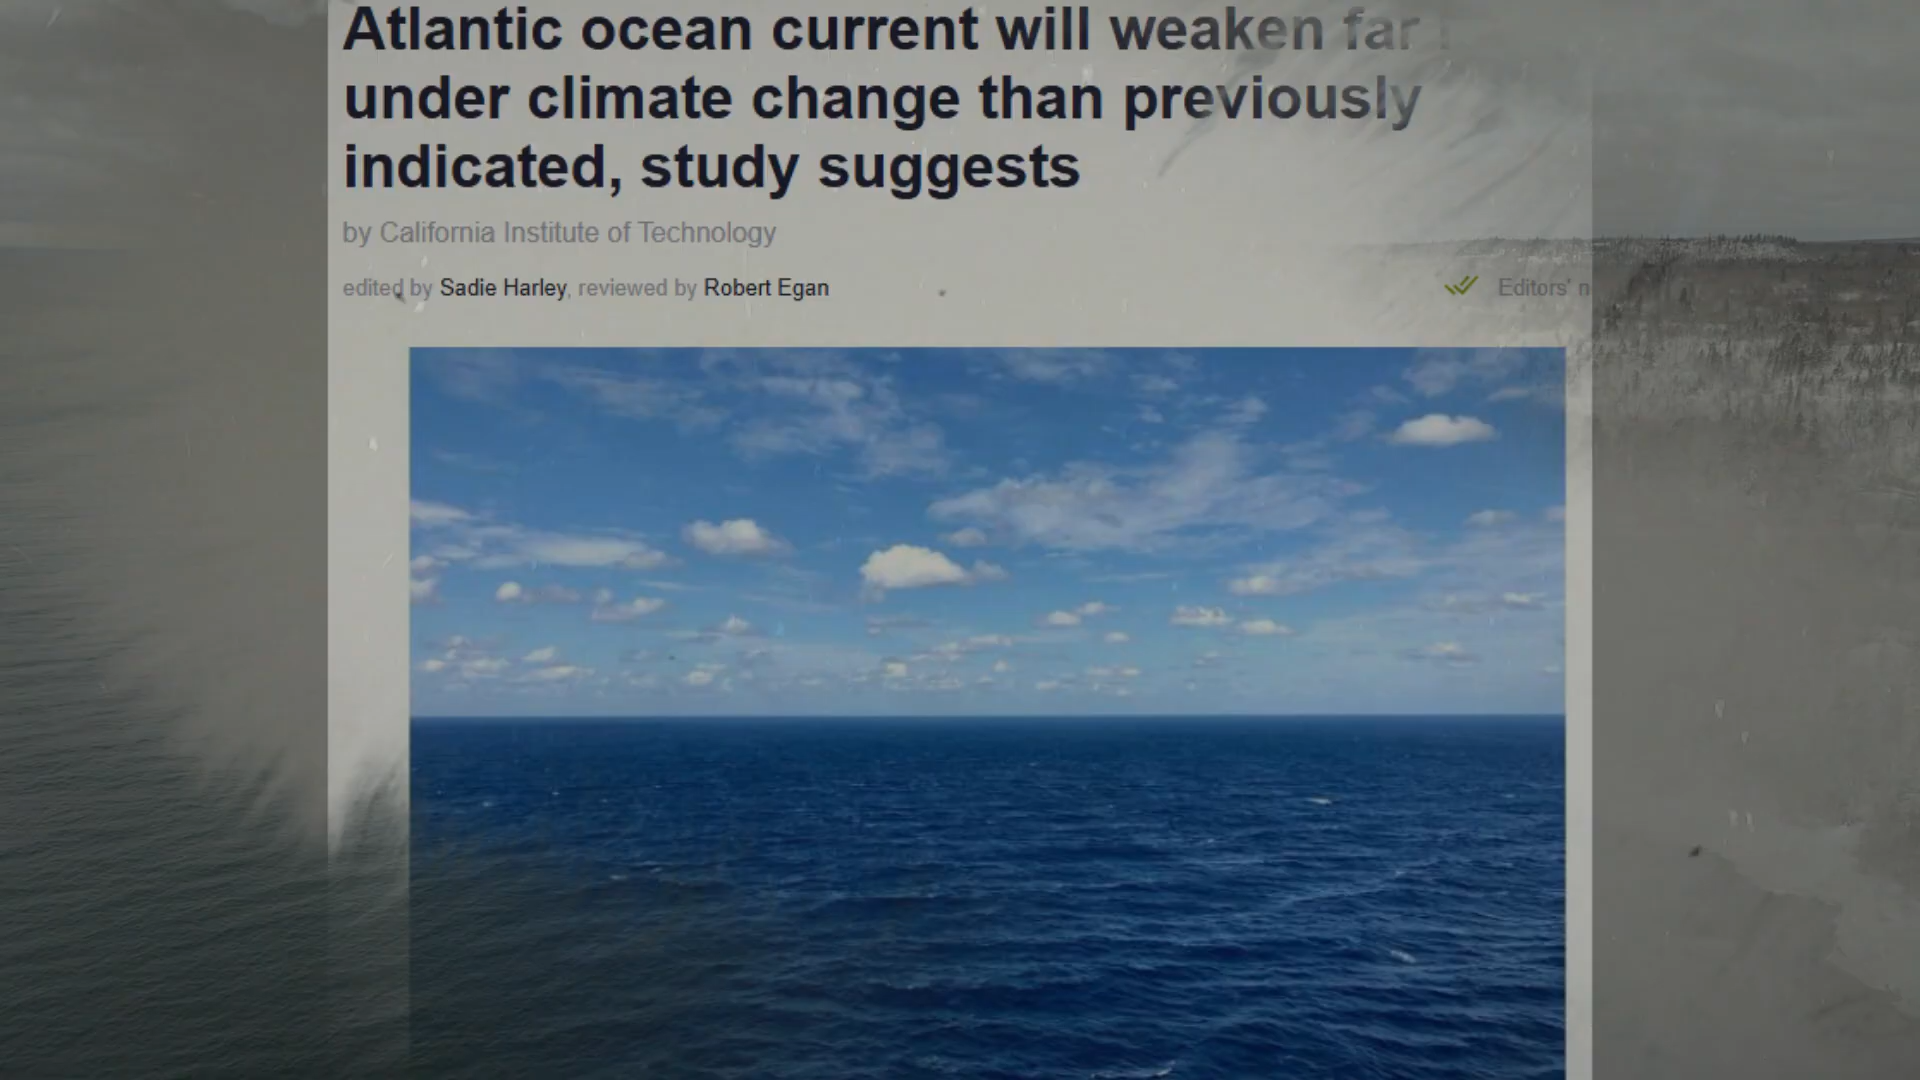 Atlantic ocean current will weaken far
under climate change than previously
indicated, study suggests
by California Institute of Technology
edited by Sadie Harley, reviewed by Robert Egan
Editors' n